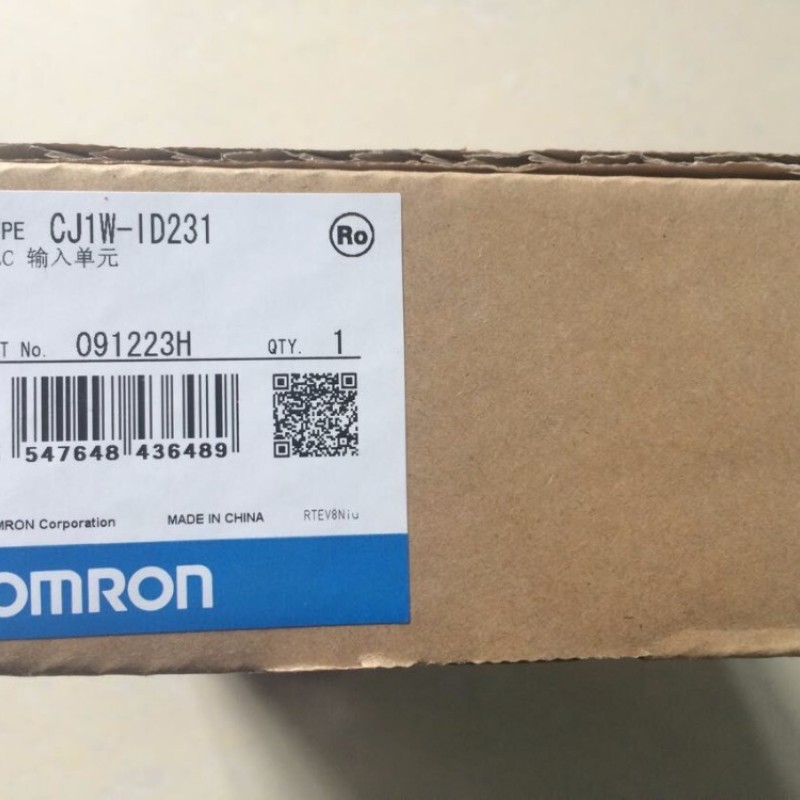 PE CJ1W-ID231
Ro
C 输入单元
T No. 091223H QTY. 1
547648 436489
MRON Corporation MADE IN CHINA RTEV8Niu
OMRON